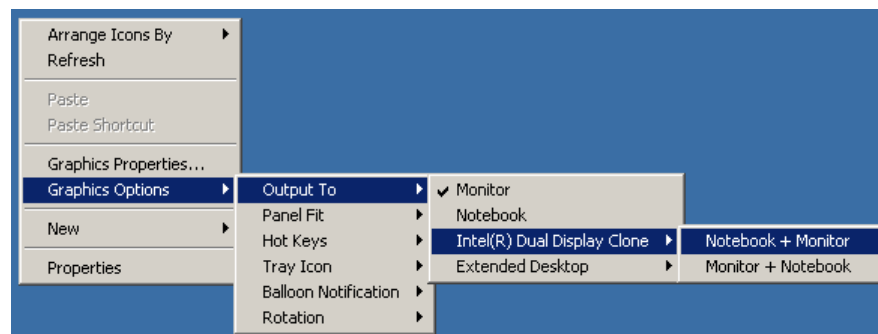 Arrange Icons By
Refresh
Paste
Paste Shortcut
Graphics Properties...
Graphics Options
New
Properties
Output To
Panel Fit
Hot Keys
Tray Icon
Balloon Notification
Rotation
Monitor
Notebook
Intel(R) Dual Display Clone
Extended Desktop
Notebook + Monitor
Monitor + Notebook